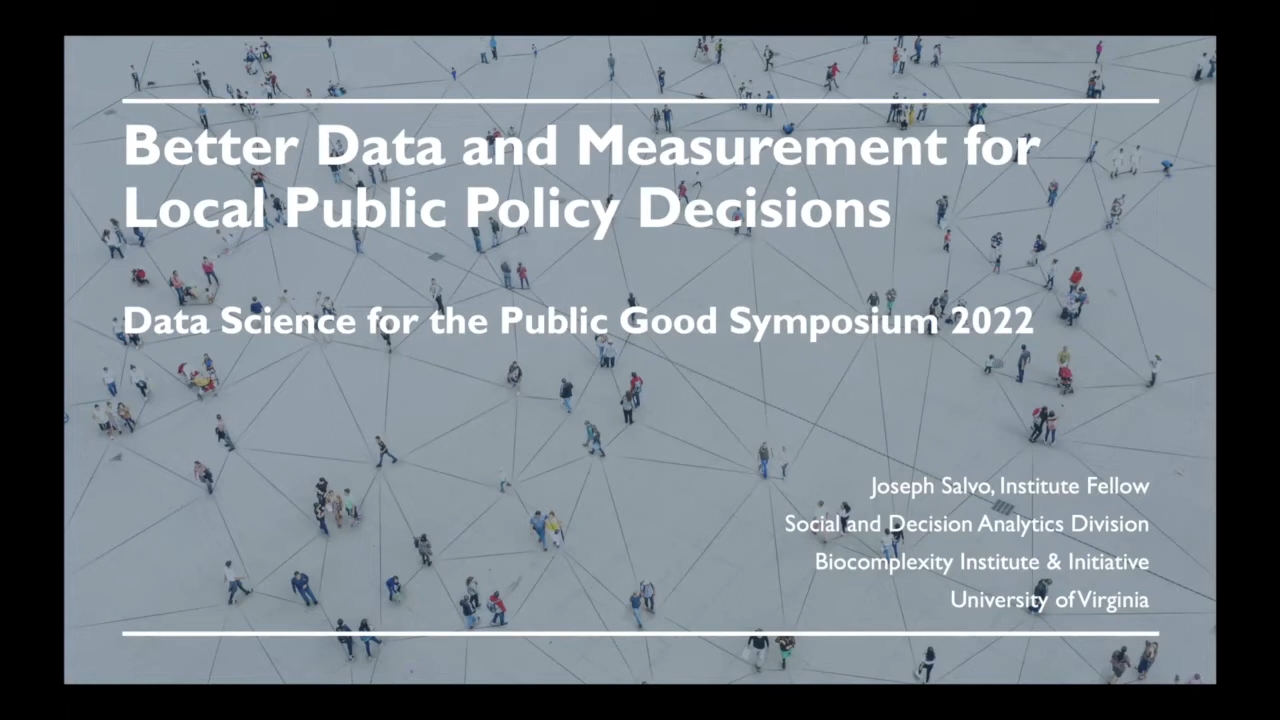 Better Data and Measurement for
Local Public Policy Decisions
Data Science for the Public Good Symposium 2022
Joseph Salvo, Institute Fellow
Social and Decision Analytics Division
Biocomplexity Institute & Initiative
University of Virginia